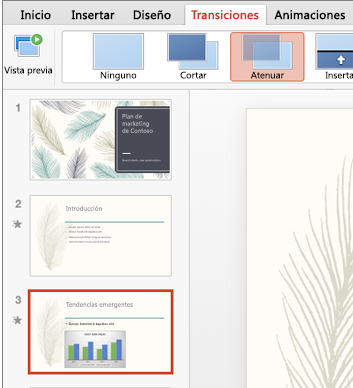 Inicio Insertar Diseño Transiciones Animaciones
Vista previa
Ninguno Cortar Atenuar Inserta
1
Plan de
marketing
de Contoso
2
Introducción
3
Tendencias emergentes